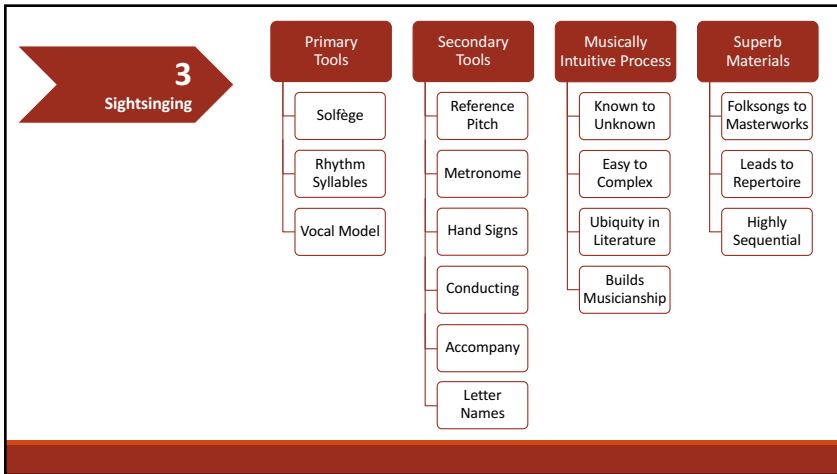 3
Sightsinging
Primary
Tools
Solfège
Rhythm
Syllables
Vocal Model
Secondary
Tools
Reference
Pitch
Metronome
Hand Signs
Conducting
Accompany
Letter
Names
Musically
Intuitive Process
Known to
Unknown
Easy to
Complex
Ubiquity in
Literature
Builds
Musicianship
Superb
Materials
Folksongs to
Masterworks
Leads to
Repertoire
Highly
Sequential